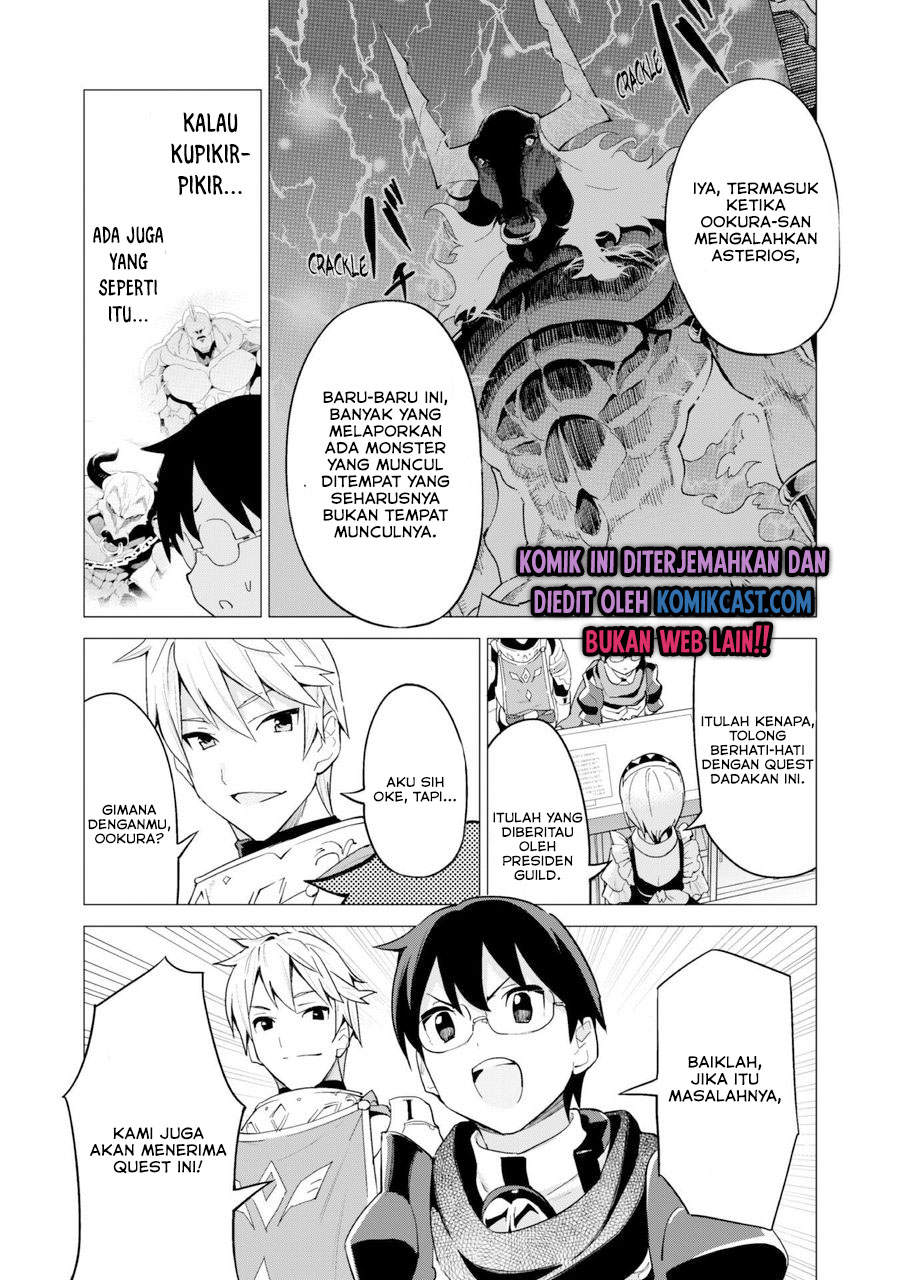 CRACKLE
IYA, TERMASUK
KETIKA
OOKURA-SAN
MENGALAHKAN
ASTERIOS,
CRACKLE
BARU-BARU INI,
BANYAK YANG
MELAPORKAN
ADA MONSTER
YANG MUNCUL
DITEMPAT YANG
SEHARUSNYA
BUKAN TEMPAT
MUNCULNYA.
KALAU
KUPIKIR-
PIKIR...
ADA JUGA
YANG
SEPERTI
ITU...
KOMIK INI DITERJEMAHKAN DAN
DIEDIT OLEH KOMIKCAST.COM
BUKAN WEB LAIN!!
ITULAH KENAPA,
TOLONG
BERHATI-HATI
DENGAN QUEST
DADAKAN INI.
ITULAH YANG
DIBERITAU
OLEH
PRESIDEN
GUILD.
AKU SIH
OKE, TAPI...
GIMANA
DENGANMU,
OOKURA?
BAIKLAH,
JIKA ITU
MASALAHNYA,
KAMI JUGA
AKAN MENERIMA
QUEST INI!